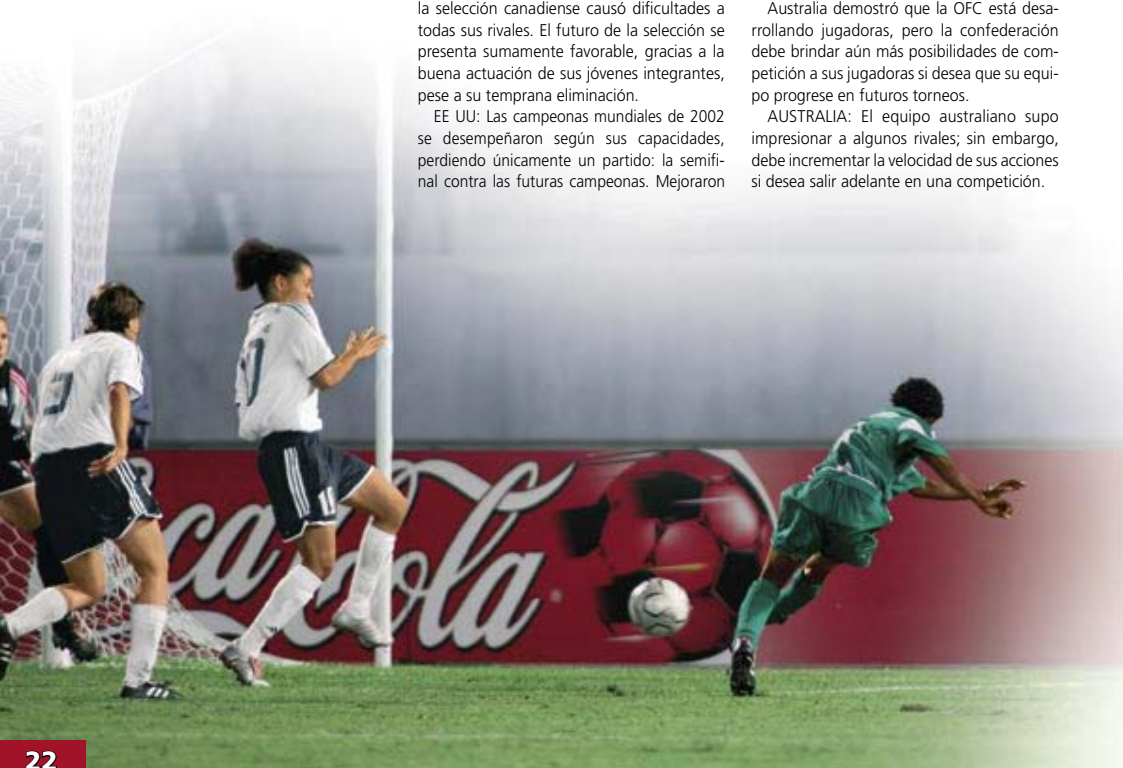 la selección canadiense causó dificultades a
todas sus rivales. El futuro de la selección se
presenta sumamente favorable, gracias a la
buena actuación de sus jóvenes integrantes,
pese a su temprana eliminación.
EE UU: Las campeonas mundiales de 2002
se desempeñaron según sus capacidades,
perdiendo únicamente un partido: la semifi-
nal contra las futuras campeonas. Mejoraron
Australia demostró que la OFC está desa-
rrollando jugadoras, pero la confederación
debe brindar aún más posibilidades de com-
petición a sus jugadoras si desea que su equi-
po progrese en futuros torneos.
AUSTRALIA: El equipo australiano supo
impresionar a algunos rivales; sin embargo,
debe incrementar la velocidad de sus acciones
si desea salir adelante en una competición.
Coca Cola
22